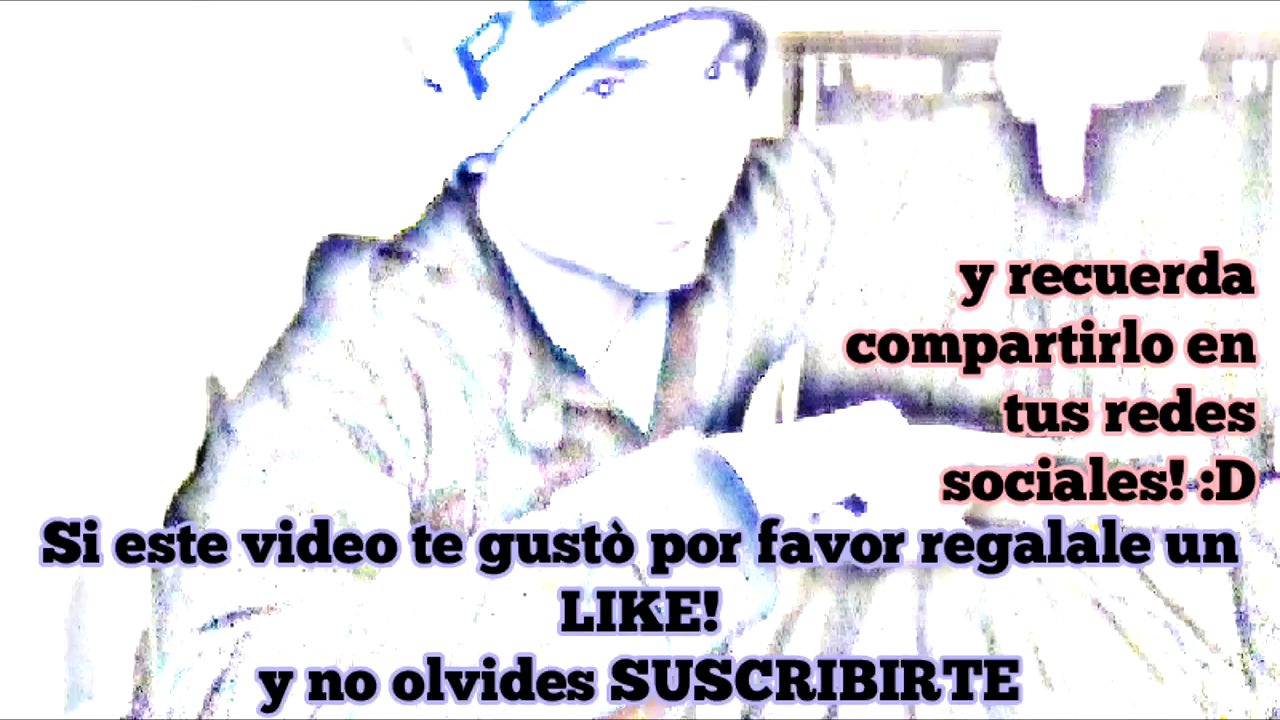 y recuerda
compartirlo en
tus redes
sociales! :D
Si este video te gustò por favor regalale un
LIKE!
y no olvides SUSCRIBIRTE